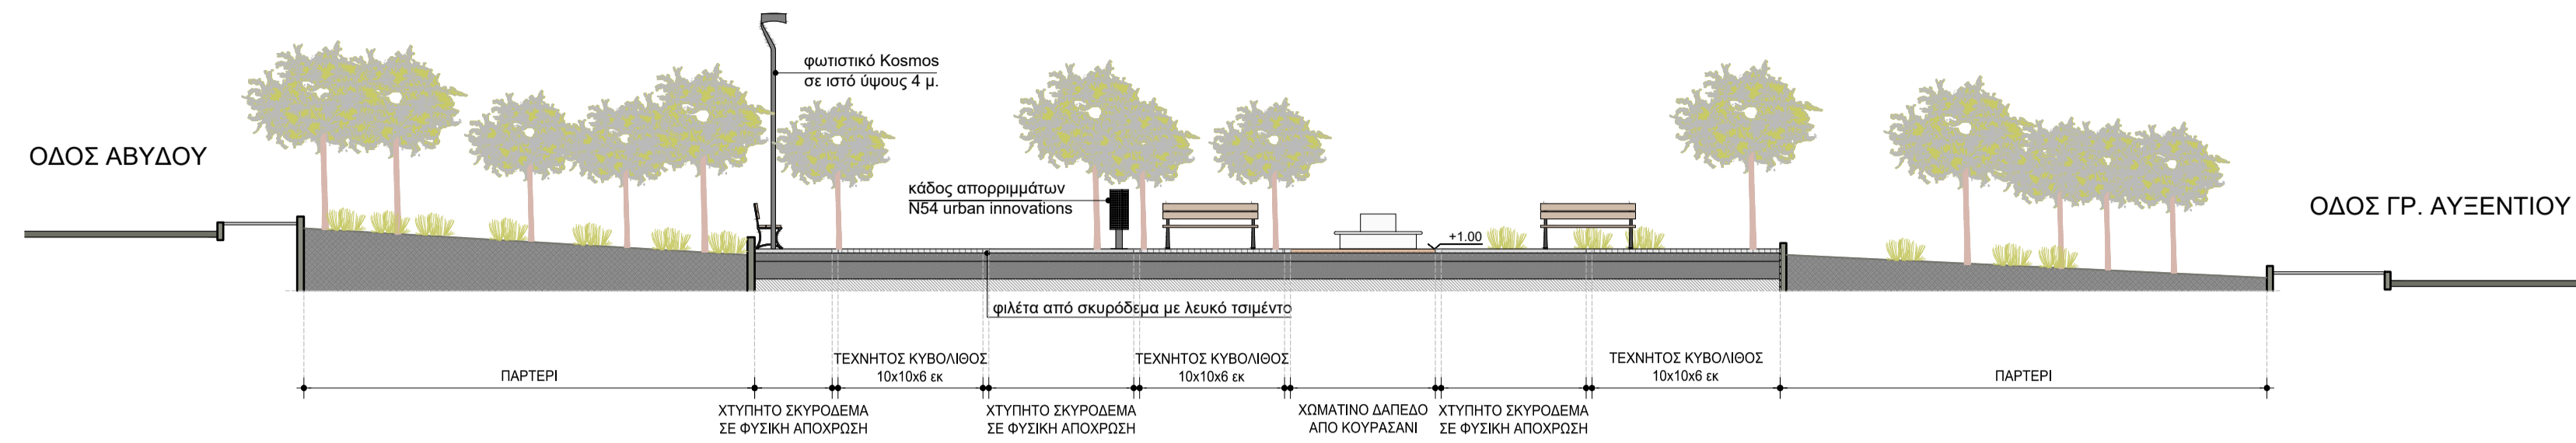 φωτιστικό Kosmos
σε ιστό ύψους 4 μ.
ΟΔΟΣ ΑΒΥΔΟΥ
κάδος απορριμμάτων
N54 urban innovations
ΟΔΟΣ ΓΡ. ΑΥΞΕΝΤΙΟΥ
+1.00
φιλέτα από σκυρόδεμα με λευκό τσιμέντο
ΠΑΡΤΕΡΙ
ΤΕΧΝΗΤΟΣ ΚΥΒΟΛΙΘΟΣ
10x10x6 εκ
ΤΕΧΝΗΤΟΣ ΚΥΒΟΛΙΘΟΣ
10x10x6 εκ
ΤΕΧΝΗΤΟΣ ΚΥΒΟΛΙΘΟΣ
10x10x6 εκ
ΠΑΡΤΕΡΙ
ΧΤΥΠΗΤΟ ΣΚΥΡΟΔΕΜΑ
ΣΕ ΦΥΣΙΚΗ ΑΠΟΧΡΩΣΗ
ΧΤΥΠΗΤΟ ΣΚΥΡΟΔΕΜΑ
ΣΕ ΦΥΣΙΚΗ ΑΠΟΧΡΩΣΗ
ΧΩΜΑΤΙΝΟ ΔΑΠΕΔΟ
ΑΠΟ ΚΟΥΡΑΣΑΝΙ
ΧΤΥΠΗΤΟ ΣΚΥΡΟΔΕΜΑ
ΣΕ ΦΥΣΙΚΗ ΑΠΟΧΡΩΣΗ